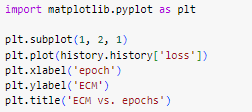 import matplotlib.pyplot as plt
plt.subplot(1, 2, 1)
plt.plot(history.history['loss'])
plt.xlabel('epoch')
plt.ylabel('ECM')
plt.title('ECM vs. epochs')